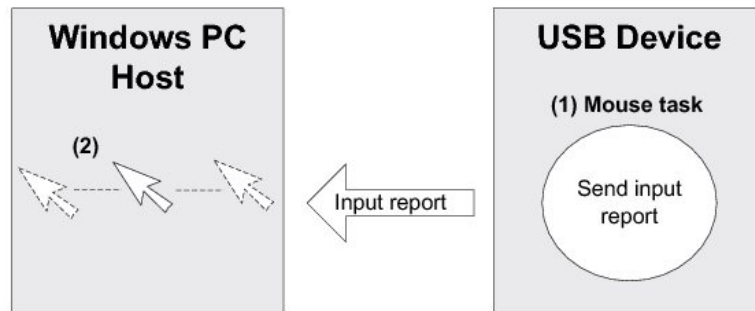 Windows PC
Host
(2)
Input report
USB Device
(1) Mouse task
Send input
report